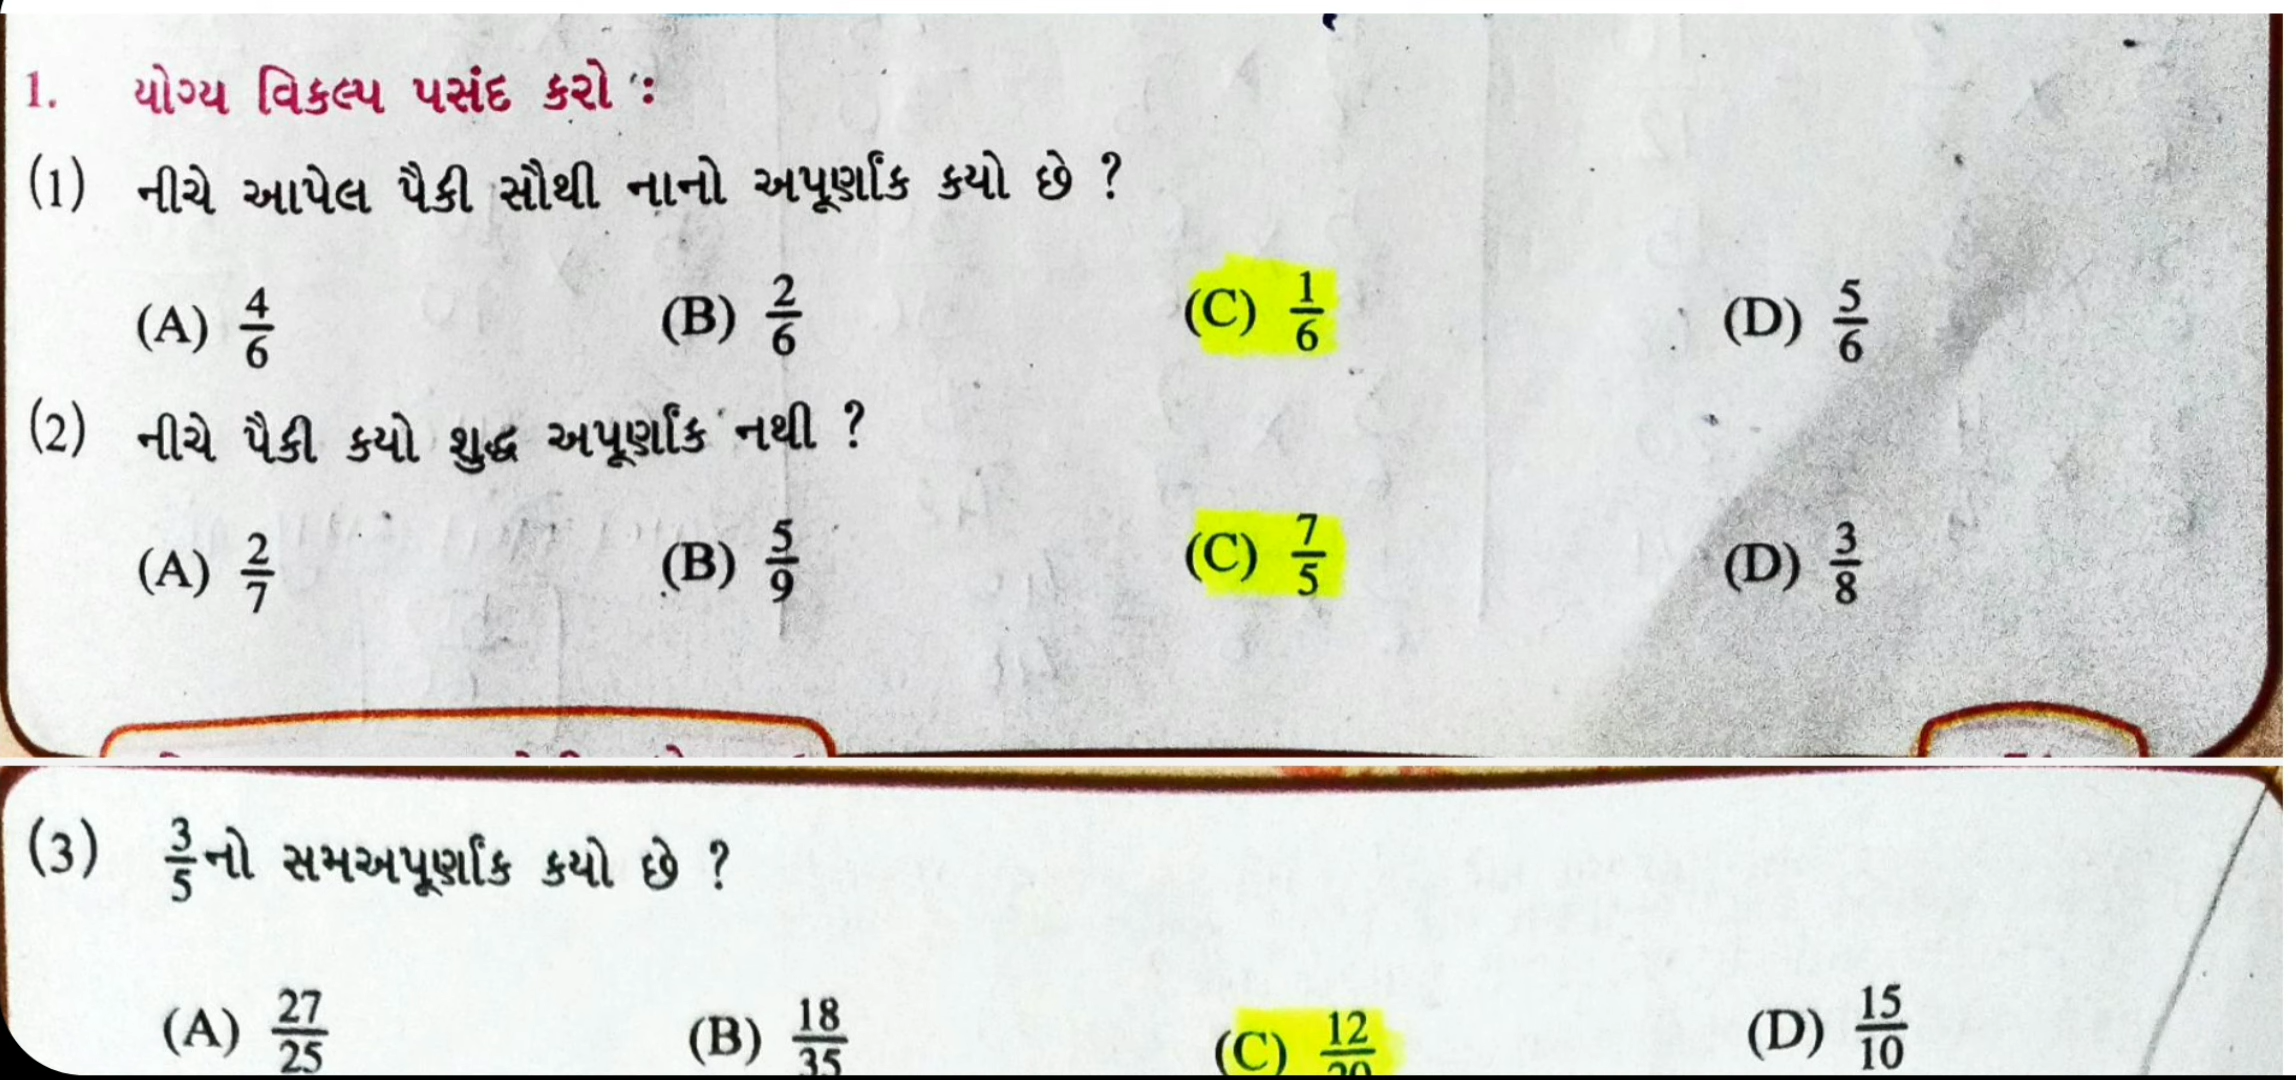 1. યોગ્ય વિકલ્પ પસંદ કરો :
(1) નીચે આપેલ પૈકી સૌથી નાનો અપૂર્ણાંક કયો છે ?
(A) 4/6 (B) 2/6 (C) 1/6 (D) 5/6
(2) નીચે પૈકી કયો શુદ્ધ અપૂર્ણાંક નથી ?
(A) 2/7 (B) 5/9 (C) 7/5 (D) 3/8
(3) 3/5નો સમઅપૂર્ણાંક કયો છે ?
(A) 27/25 (B) 18/35 (C) 12/20 (D) 15/10